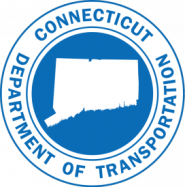 CONNECTICUT
DEPARTMENT OF TRANSPORTATION